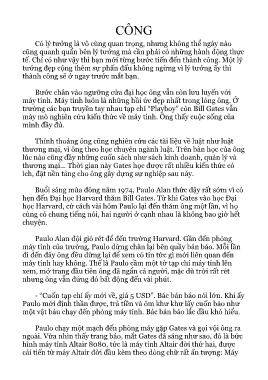 CÔNG
Có lý tưởng là vô cùng quan trọng, nhưng không thể ngày nào
cũng quanh quẩn bên lý tưởng mà cần phải có những hành động thực
tế. Chỉ có như vậy thì bạn mới từng bước tiến đến thành công. Một lý
tưởng đẹp cộng thêm sự phấn đấu không ngừng vì lý tưởng ấy thì
thành công sẽ ở ngay trước mắt bạn.
Bước chân vào ngưỡng cửa đại học ông vẫn còn lưu luyến với
máy tính. Máy tính luôn là những hồi ức đẹp nhất trong lòng ông. Ở
trường các bạn truyền tay nhau tạp chí "Playboy" còn Bill Gates vẫn
mày mò nghiên cứu kiến thức về máy tính. Ông thấy cuộc sống của
mình đầy đủ.
Thỉnh thoảng ông cũng nghiên cứu các tài liệu về luật như luật
thương mại, vì ông theo học chuyên ngành luật. Trên bàn học của ông
lúc nào cũng đầy những cuốn sách như sách kinh doanh, quản lý và
thương mại... Thời gian này Gates học được rất nhiều kiến thức có
ích, đặt nền tảng cho ông gây dựng sự nghiệp sau này.
Buổi sáng mùa đông năm 1974, Paulo Alan thức dậy rất sớm vì có
hẹn đến Đại học Harvard thăm Bill Gates. Từ khi Gates vào học Đại
học Harvard, cứ cách vài hôm Paulo lại đến thăm ông một lần, vì họ
cùng có chung tiếng nói, hai người ở cạnh nhau là không bao giờ hết
chuyện.
Paulo Alan đội gió rét để đến trường Harvard. Gần đến phòng
máy tính của trường, Paulo dừng chân lại bên quầy bán báo. Mỗi lần
đi đến đây ông đều dừng lại để xem có tin tức gì mới liên quan đến
máy tính hay không. Thế là Paulo cầm một tờ tạp chí máy tính lên
xem, mở trang đầu tiên ông đã ngẩn cả người, mặc dù trời rất rét
nhưng ông vẫn đứng đó bất động đến vài phút.
- "Cuốn tạp chí ấy mới về, giá 5 USD". Bác bán báo nói lớn. Khi ấy
Paulo mới định thần được, trả tiền và ôm khư khư lấy cuốn báo như
một vật báu chạy đến phòng máy tính. Bác bán báo lắc đầu khó hiểu.
Paulo chạy một mạch đến phòng máy gặp Gates và gọi vội ông ra
ngoài. Vừa nhìn thấy trang báo, mắt Gates đã sáng như sao, đó là bức
hình máy tính Altair 8080, tức là máy tính Altair đời thứ hai, được
cải tiến từ máy Altair đời đầu kèm theo dòng chữ rất ấn tượng: Máy